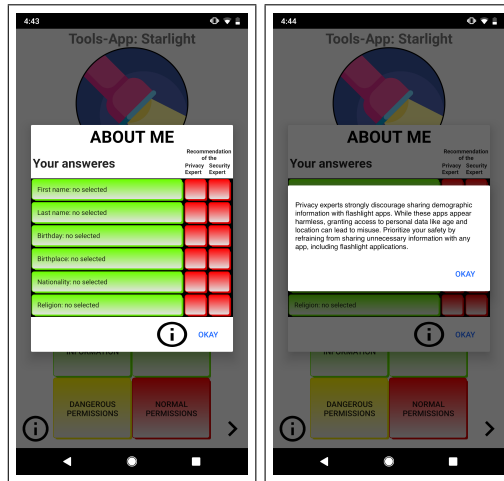 4:43
Tools-App: Starlight
ABOUT ME
Your answeres
Recommendation
of the
Privacy Security
Expert Expert
First name: no selected
Last name: no selected
Birthday: no selected
Birthplace: no selected
Nationality: no selected
Religion: no selected
OKAY
INFORMATION
DANGEROUS
PERMISSIONS
NORMAL
PERMISSIONS
4:44
Tools-App: Starlight
ABOUT ME
Your answeres
Recommendation
of the
Privacy Security
Expert Expert
Privacy experts strongly discourage sharing demographic
information with flashlight apps. While these apps appear
harmless, granting access to personal data like age and
location can lead to misuse. Prioritize your safety by
refraining from sharing unnecessary information with any
app, including flashlight applications.
OKAY
Religion: no selected
OKAY
INFORMATION
DANGEROUS
PERMISSIONS
NORMAL
PERMISSIONS